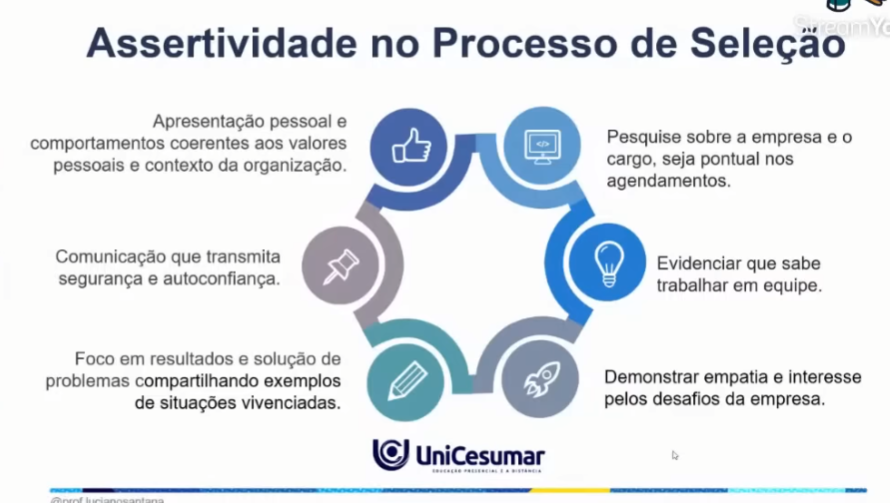 StreamYa
Assertividade no Processo de Seleção
Apresentação pessoal e
comportamentos coerentes aos valores
pessoais e contexto da organização.
Pesquise sobre a empresa e o
cargo, seja pontual nos
agendamentos.
</>
Comunicação que transmita
segurança e autoconfiança.
Evidenciar que sabe
trabalhar em equipe.
Foco em resultados e solução de
problemas compartilhando exemplos
de situações vivenciadas.
Demonstrar empatia e interesse
pelos desafios da empresa.
UniCesumar
EDUCAÇÃO PRESENCIAL E A DISTÂNCIA
@prof.lucianosantana